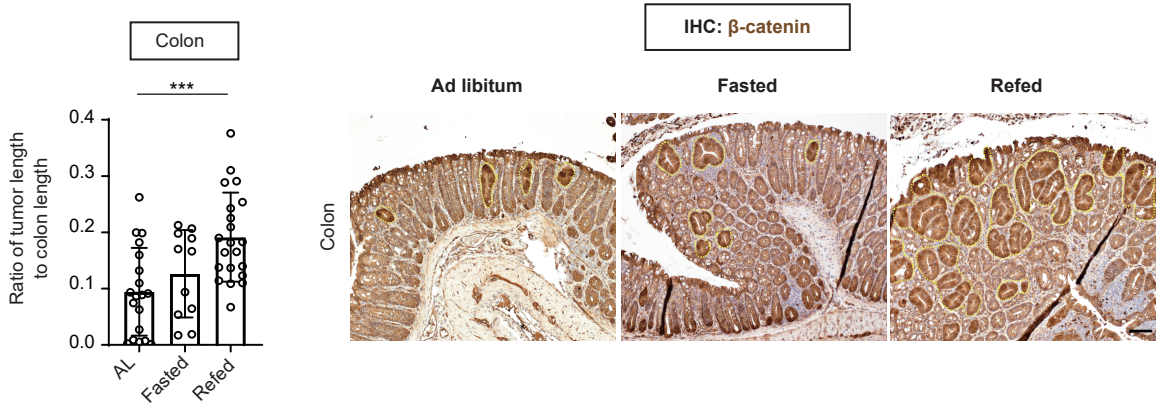 Colon
***
0.4
0.3
0.2
0.1
0.0
Ratio of tumor length
to colon length
AL
Fasted
Refed
IHC: β-catenin
Ad libitum
Fasted
Refed
Colon